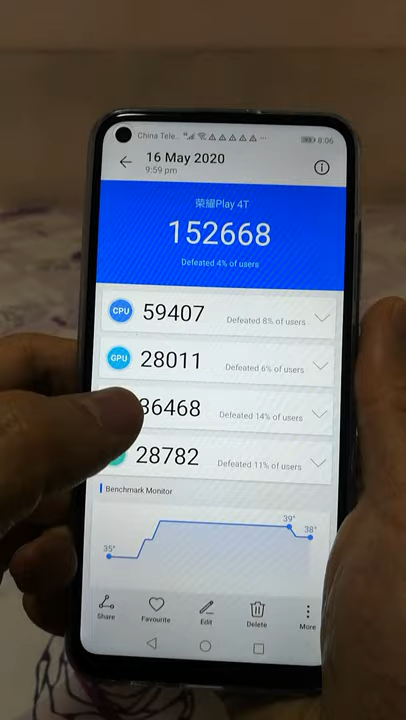 China Tele...
8:06
16 May 2020
9:59 pm
荣耀Play 4T
152668
Defeated 4% of users
CPU
59407
Defeated 8% of users
GPU
28011
Defeated 6% of users
36468
Defeated 14% of users
28782
Defeated 11% of users
Benchmark Monitor
35°
39°
38°
Share
Favourite
Edit
Delete
More